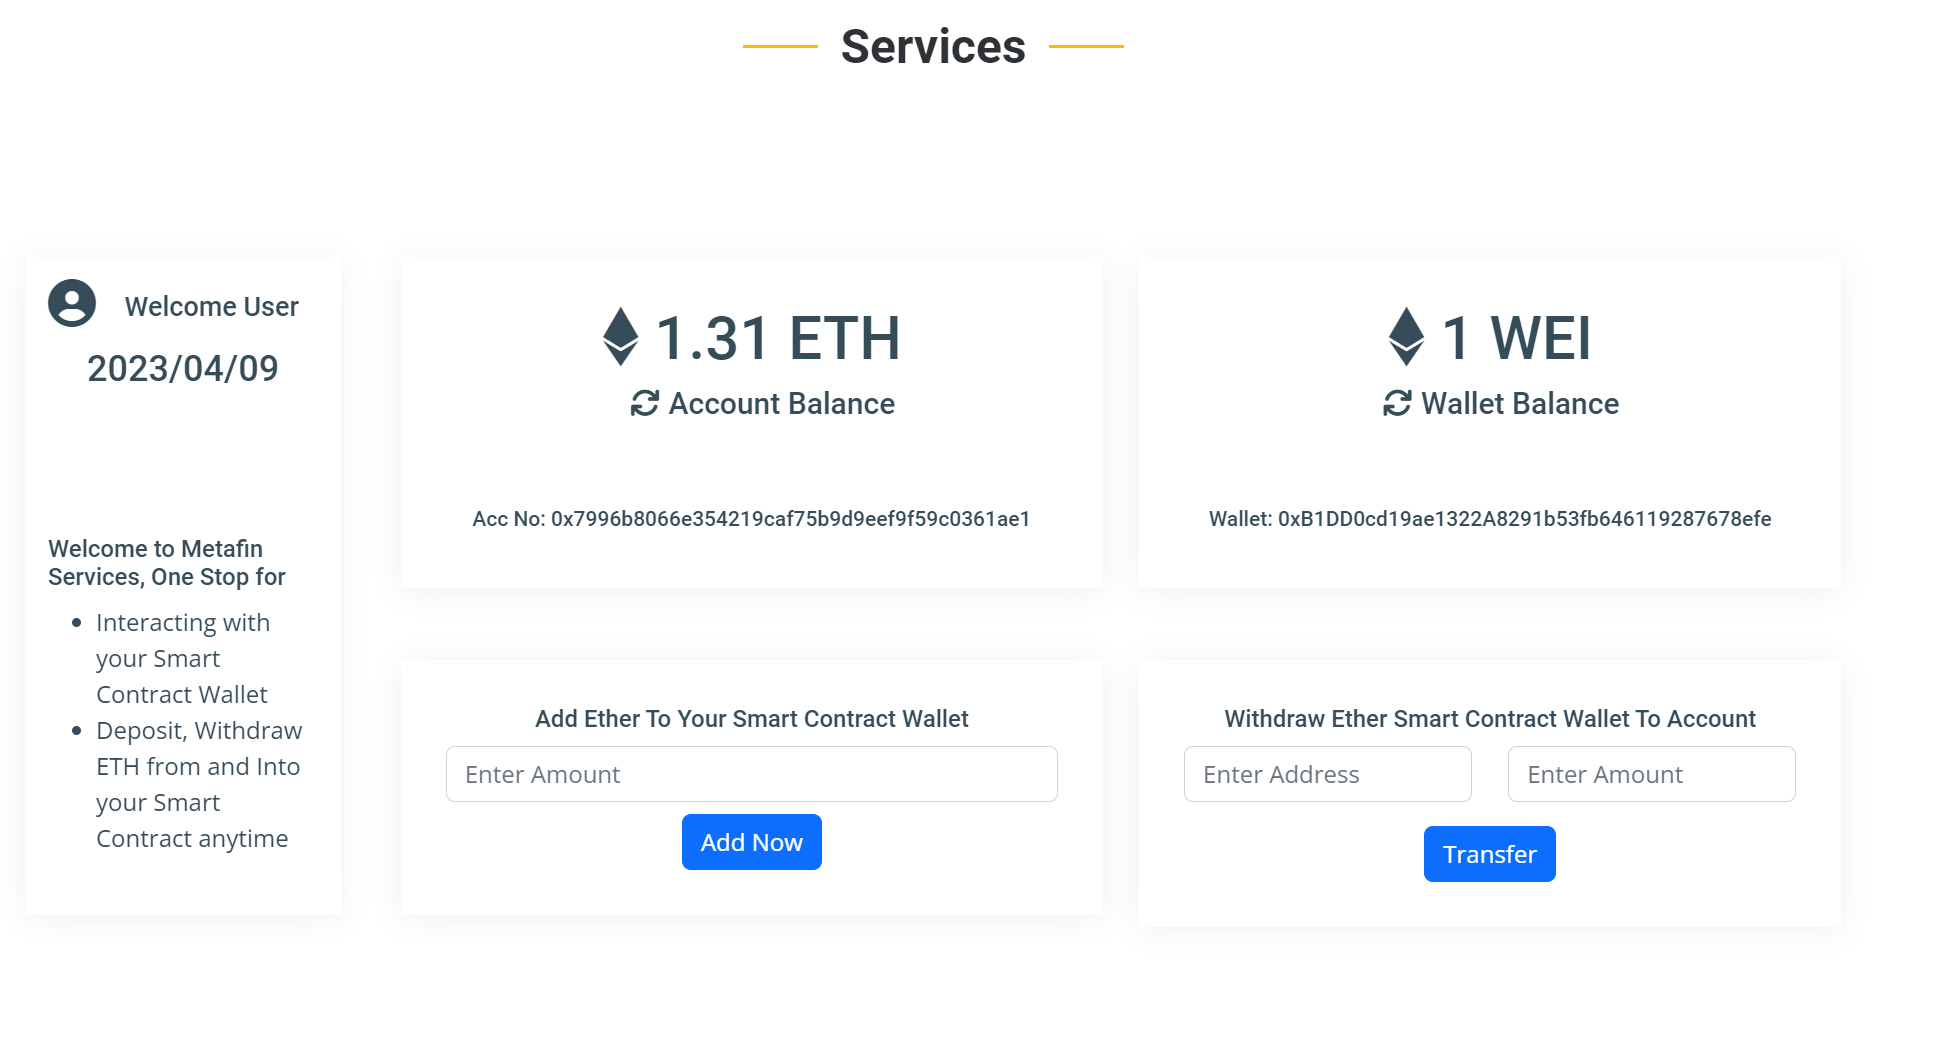 Services
Welcome User
2023/04/09
Welcome to Metafin
Services, One Stop for
Interacting with
your Smart
Contract Wallet
Deposit, Withdraw
ETH from and Into
your Smart
Contract anytime
1.31 ETH
Account Balance
Acc No: 0x7996b8066e354219caf75b9d9eef9f59c0361ae1
1 WEI
Wallet Balance
Wallet: 0xB1DD0cd19ae1322A8291b53fb646119287678efe
Add Ether To Your Smart Contract Wallet
Enter Amount
Add Now
Withdraw Ether Smart Contract Wallet To Account
Enter Address
Enter Amount
Transfer